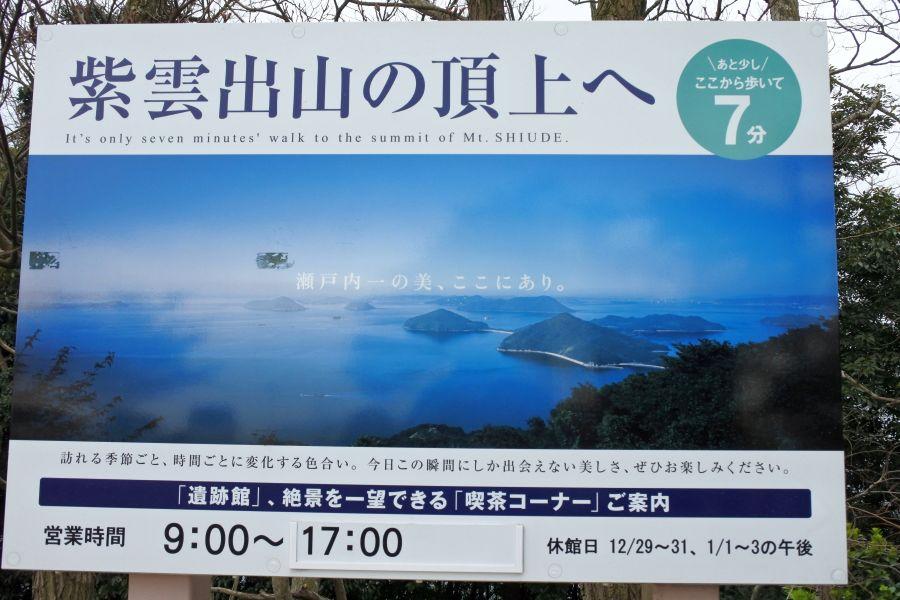 紫雲出山の頂上へ
It's only seven minutes' walk to the summit of Mt. SHIUDE.
\あと少し/
ここから歩いて
7分
瀬戸内一の美、ここにあり。
訪れる季節ごと、時間ごとに変化する色合い。今日この瞬間にしか出会えない美しさ、ぜひお楽しみください。
「遺跡館」、絶景を一望できる「喫茶コーナー」ご案内
営業時間 9:00〜17:00 休館日 12/29〜31、1/1〜3の午後